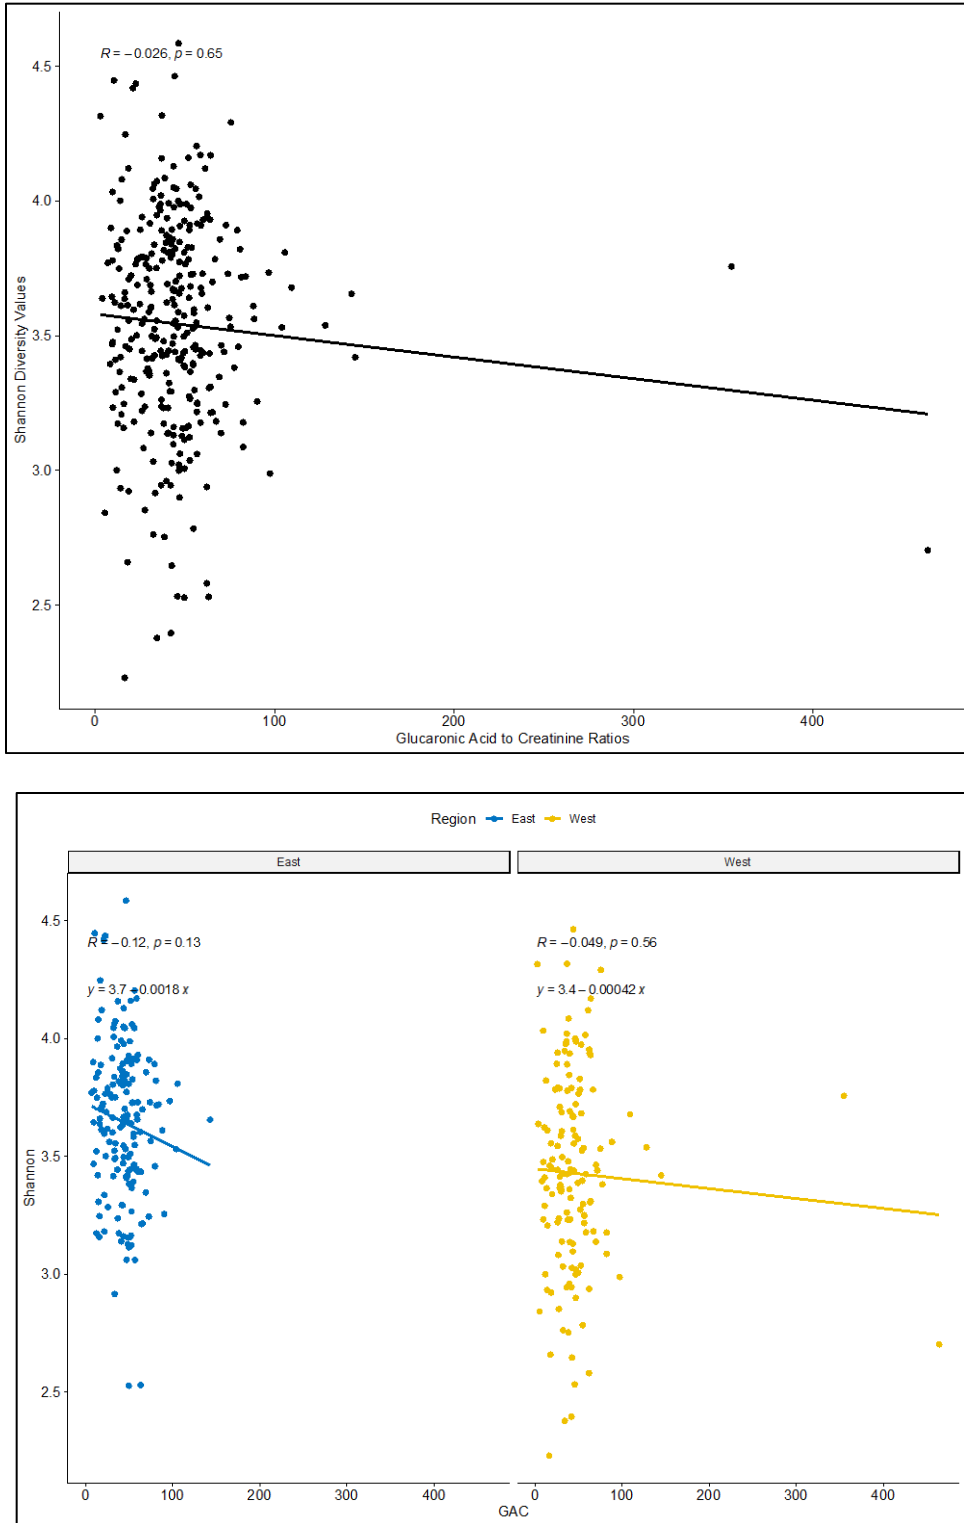 R = −0.026, p = 0.65
4.5
4.0
3.5
3.0
2.5
Shannon Diversity Values
0 100 200 300 400
Glucaronic Acid to Creatinine Ratios
Region East West
East West
4.5
4.0
3.5
3.0
2.5
Shannon
R = −0.12, p = 0.13
y = 3.7 − 0.0018 x
R = −0.049, p = 0.56
y = 3.4 − 0.00042 x
0 100 200 300 400 0 100 200 300 400
GAC